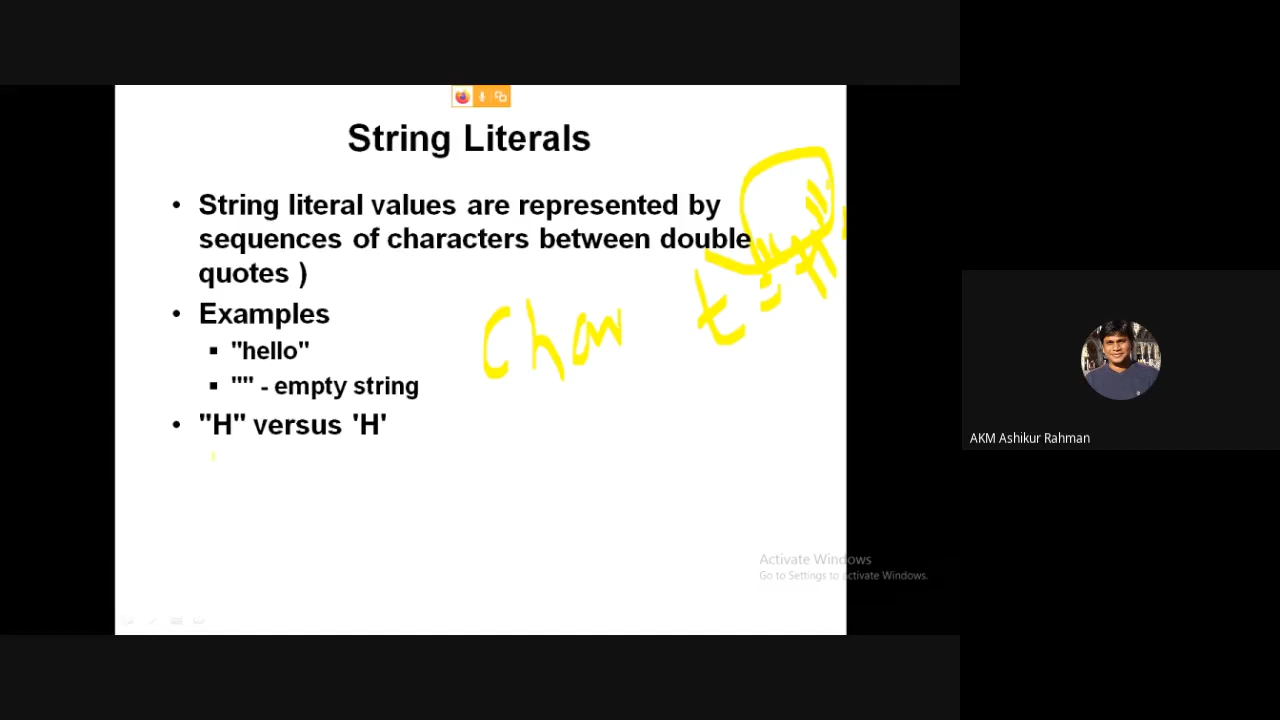 String Literals
• String literal values are represented by
sequences of characters between double
quotes )
• Examples
▪ "hello"
▪ "" - empty string
• "H" versus 'H'
Char t =
Activate Windows
Go to Settings to activate Windows.
AKM Ashikur Rahman